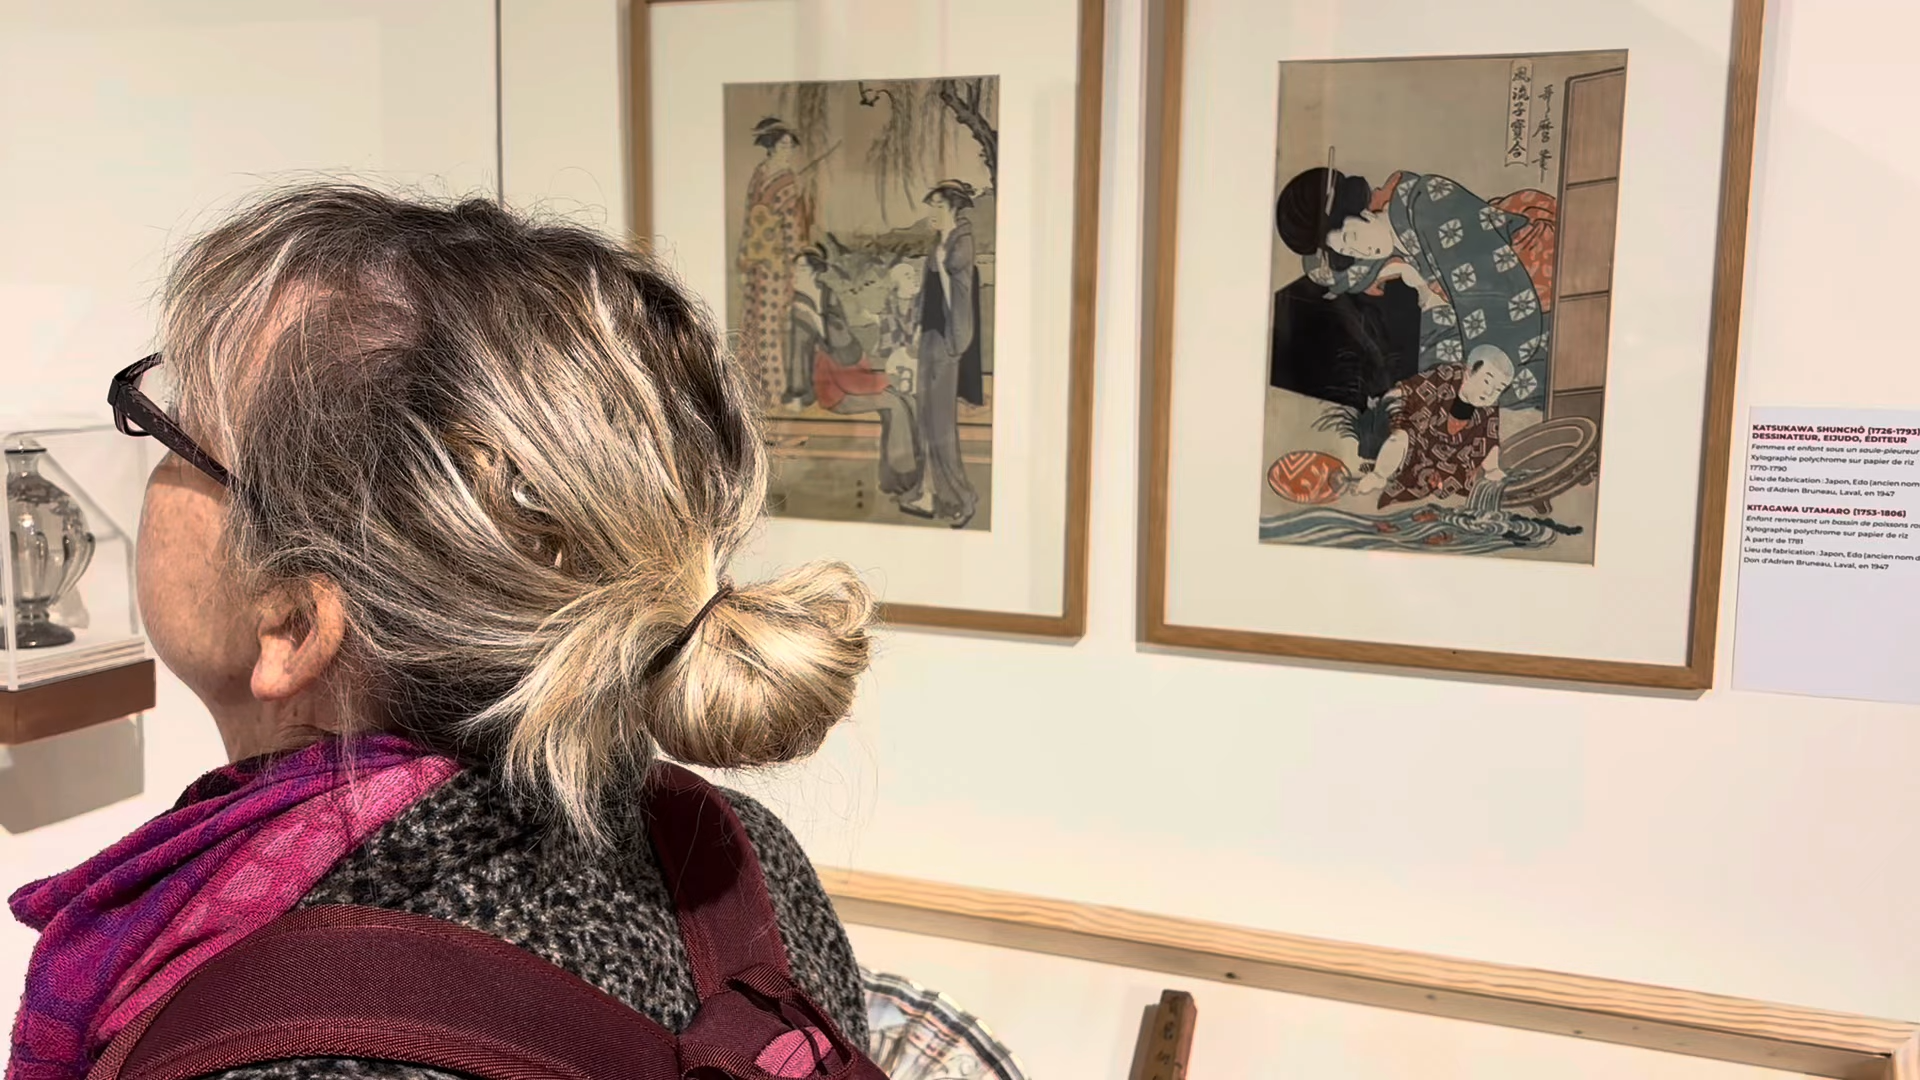 風流子寳合
哥麿筆
KATSUKAWA SHUNCHÔ (1726-1793)
DESSINATEUR, EIJUDO, ÉDITEUR
Femmes et enfant sous un saule-pleureur
Xylographie polychrome sur papier de riz
1770-1790
Lieu de fabrication : Japon, Edo (ancien nom
Don d'Adrien Bruneau, Laval, en 1947
KITAGAWA UTAMARO (1753-1806)
Enfant renversant un bassin de poissons
Xylographie polychrome sur papier de riz
À partir de 1781
Lieu de fabrication : Japon, Edo (ancien nom
Don d'Adrien Bruneau, Laval, en 1947